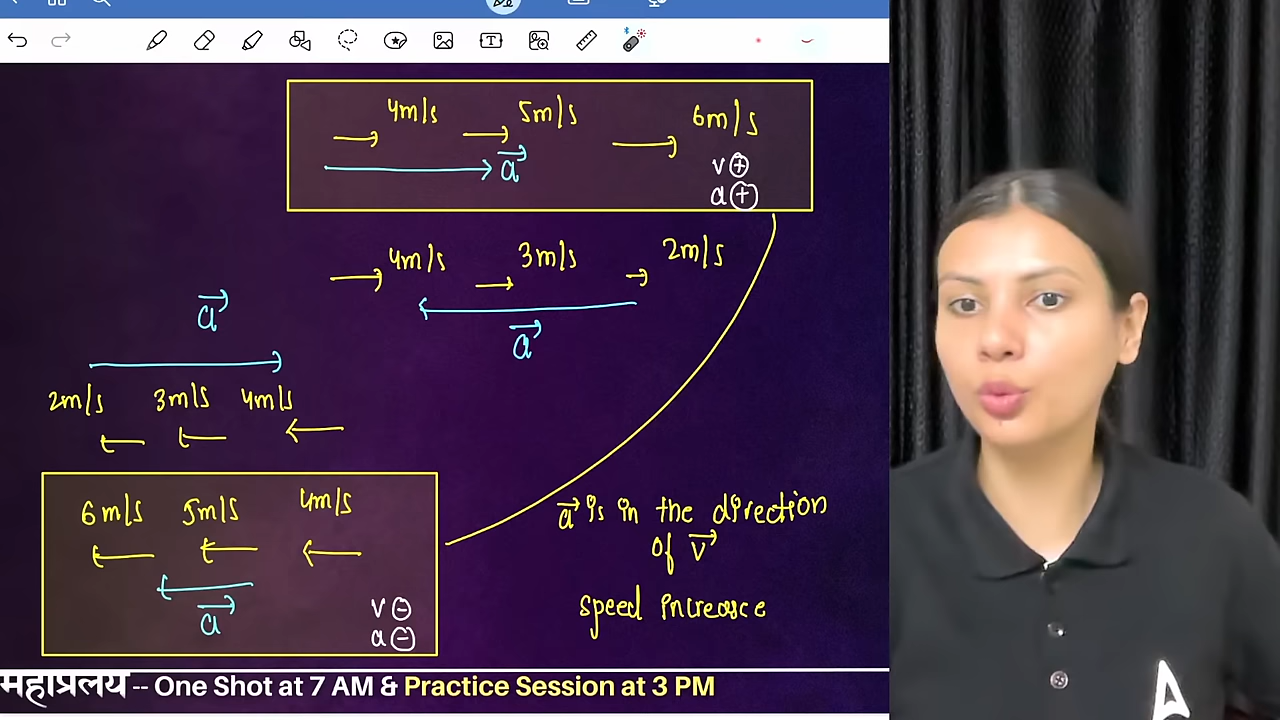 4m/s 5m/s 6m/s
a
v +
a +
4m/s 3m/s 2m/s
a
a
2m/s 3m/s 4m/s
6m/s 5m/s 4m/s
a
v -
a -
a is in the direction
of v
speed increase
महाप्रलय -- One Shot at 7 AM & Practice Session at 3 PM